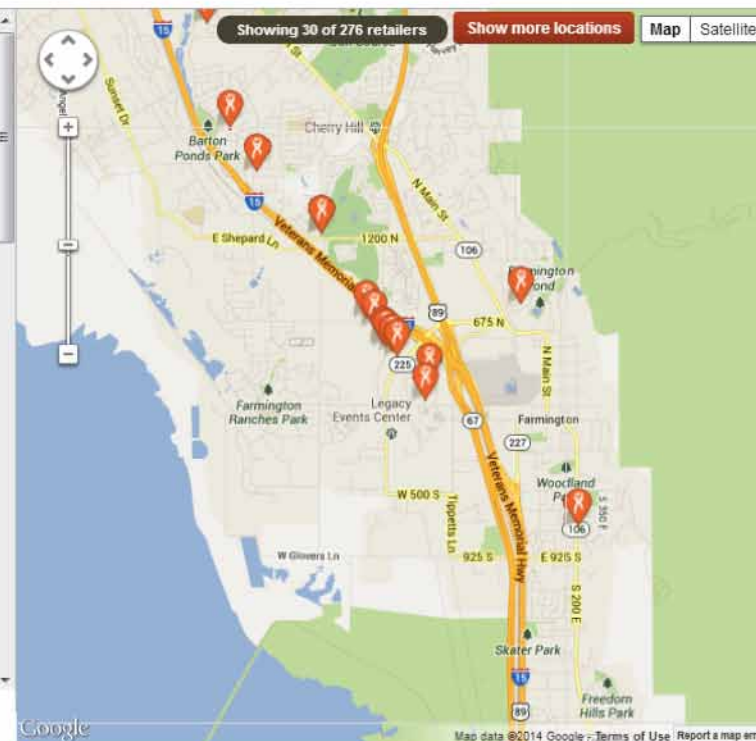 Showing 30 of 276 retailers
Show more locations
Map
Satellite
15
Sunset Dr
Cherry Hill
Barton
Ponds Park
15
N Main St
E Shepard Ln
Veterans Memorial
1200 N
106
Farmington
Pond
89
675 N
225
N Main St
Farmington
Ranches Park
Legacy
Events Center
67
Farmington
227
Veterans Memorial Hwy
Woodland
106
W 500 S
Tippetts Ln
W Glovers Ln
925 S
E 925 S
S 200 E
Skater Park
15
89
Freedom
Hills Park
Google
Map data ©2014 Google - Terms of Use
Report a map err